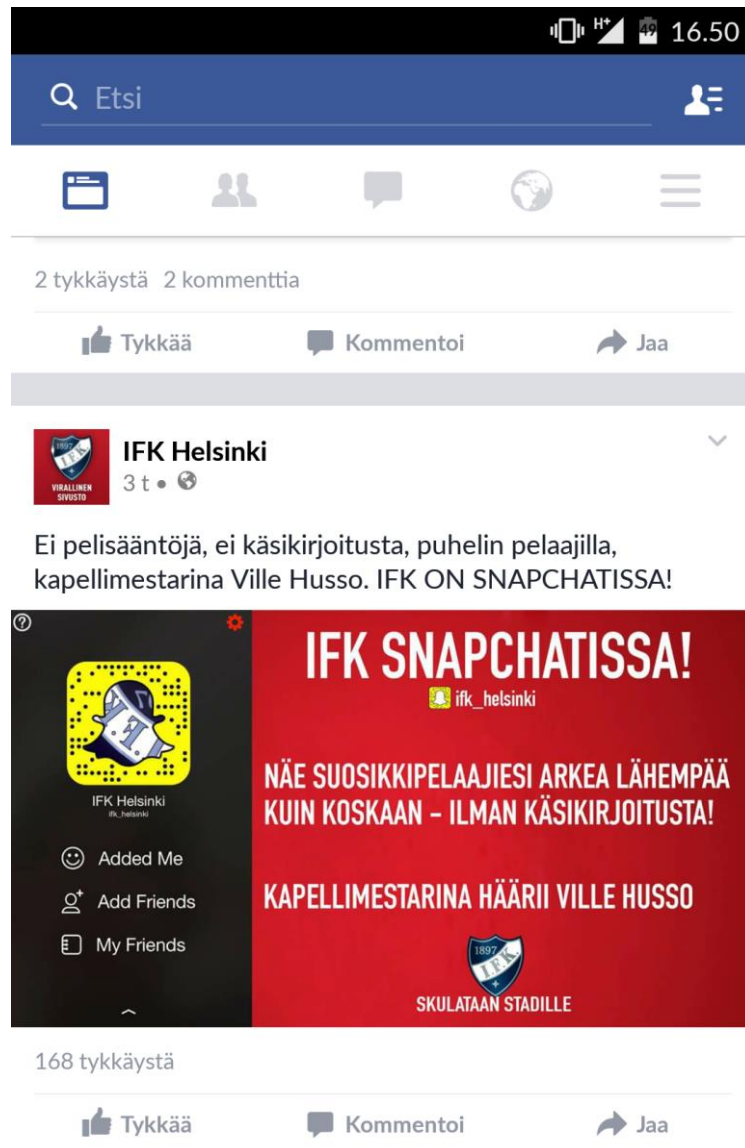 H+ 49 16.50
Etsi
2 tykkäystä 2 kommenttia
Tykkää Kommentoi Jaa
1897
I.F.K.
VIRALLINEN
SIVUSTO
IFK Helsinki
3 t •
Ei pelisääntöjä, ei käsikirjoitusta, puhelin pelaajilla,
kapellimestarina Ville Husso. IFK ON SNAPCHATISSA!
?
IFK Helsinki
ifk_helsinki
Added Me
Add Friends
My Friends
IFK SNAPCHATISSA!
ifk_helsinki
NÄE SUOSIKKIPELAAJIESI ARKEA LÄHEMPÄÄ
KUIN KOSKAAN – ILMAN KÄSIKIRJOITUSTA!
KAPELLIMESTARINA HÄÄRII VILLE HUSSO
1897
I.F.K.
SKULATAAN STADILLE
168 tykkäystä
Tykkää Kommentoi Jaa